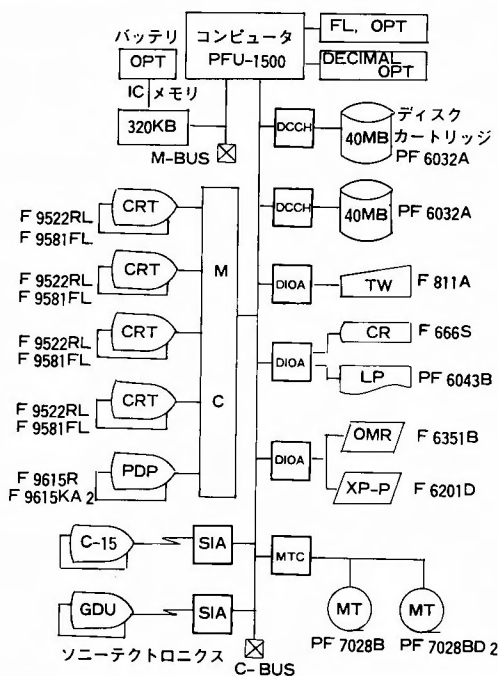 バッテリ
OPT
コンピュータ
PFU-1500
FL, OPT
DECIMAL
OPT
IC メモリ
320KB
M-BUS
DCCH
40MB
ディスク
カートリッジ
PF 6032A
DCCH
40MB
PF 6032A
F 9522RL
F 9581FL
CRT
M
C
F 9522RL
F 9581FL
CRT
F 9522RL
F 9581FL
CRT
F 9522RL
F 9581FL
CRT
F 9615R
F 9615KA 2
PDP
DIOA
TW
F 811A
DIOA
CR
F 666S
LP
PF 6043B
DIOA
OMR
F 6351B
XP-P
F 6201D
C-15
SIA
MTC
GDU
SIA
MT
MT
PF 7028B
PF 7028BD 2
ソニーテクトロニクス
C-BUS